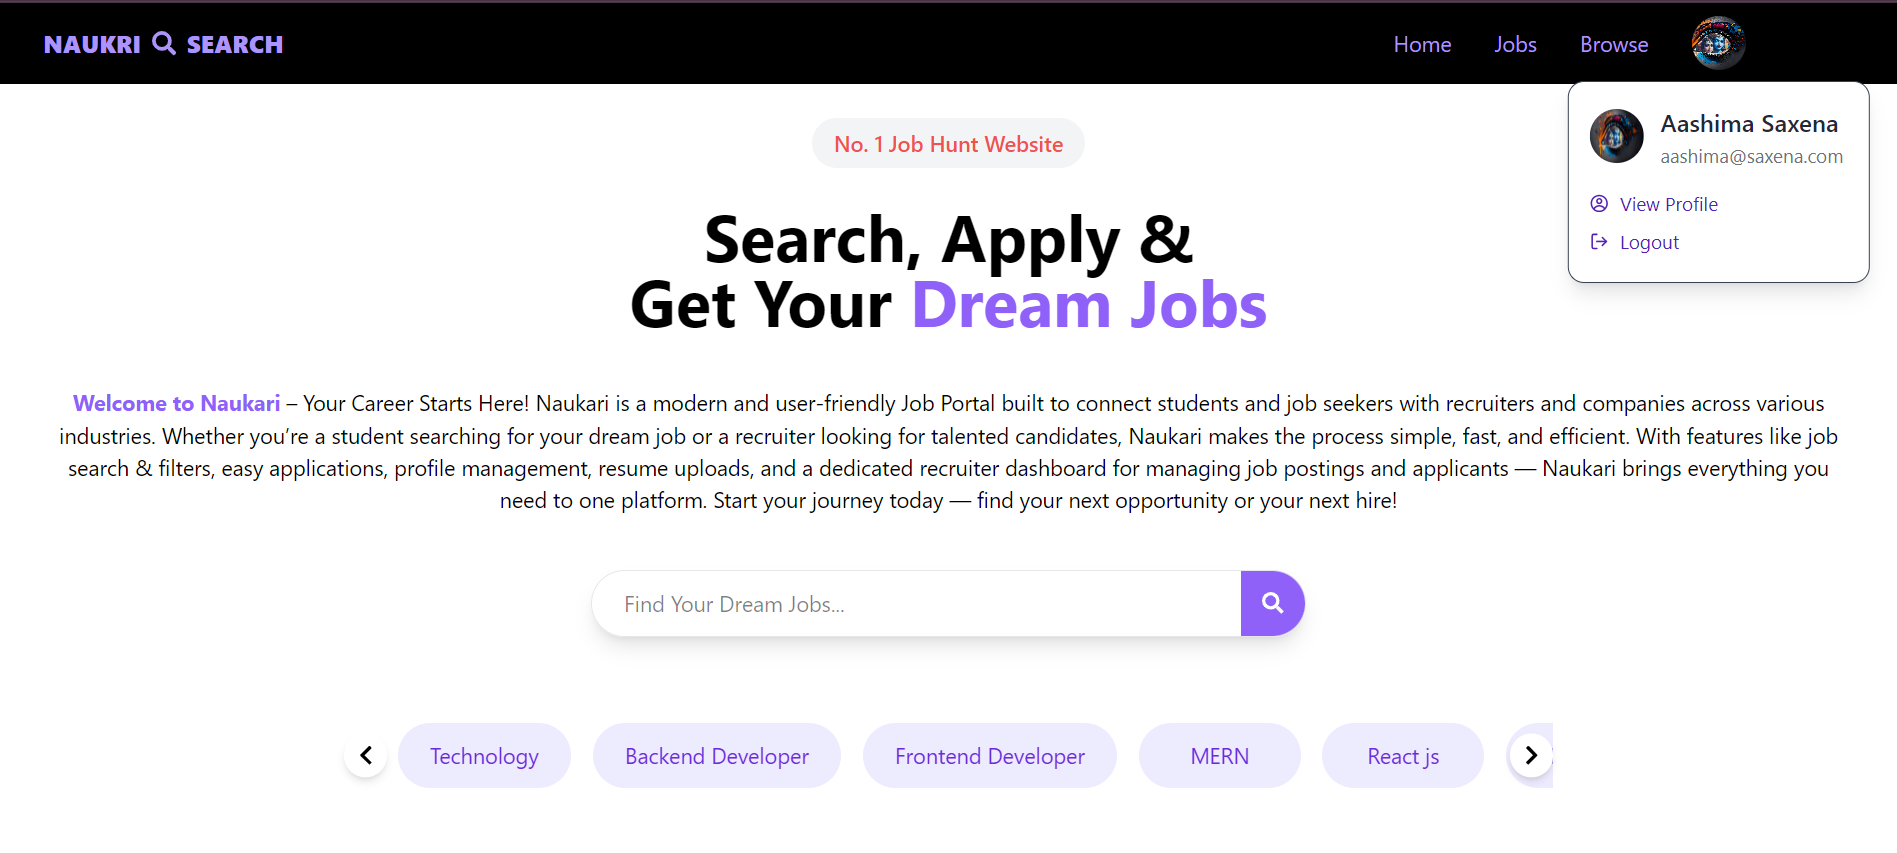 NAUKRI SEARCH
Home
Jobs
Browse
Aashima Saxena
aashima@saxena.com
View Profile
Logout
No. 1 Job Hunt Website
Search, Apply &
Get Your Dream Jobs
Welcome to Naukari – Your Career Starts Here! Naukari is a modern and user-friendly Job Portal built to connect students and job seekers with recruiters and companies across various
industries. Whether you’re a student searching for your dream job or a recruiter looking for talented candidates, Naukari makes the process simple, fast, and efficient. With features like job
search & filters, easy applications, profile management, resume uploads, and a dedicated recruiter dashboard for managing job postings and applicants — Naukari brings everything you
need to one platform. Start your journey today — find your next opportunity or your next hire!
Find Your Dream Jobs...
Technology
Backend Developer
Frontend Developer
MERN
React js